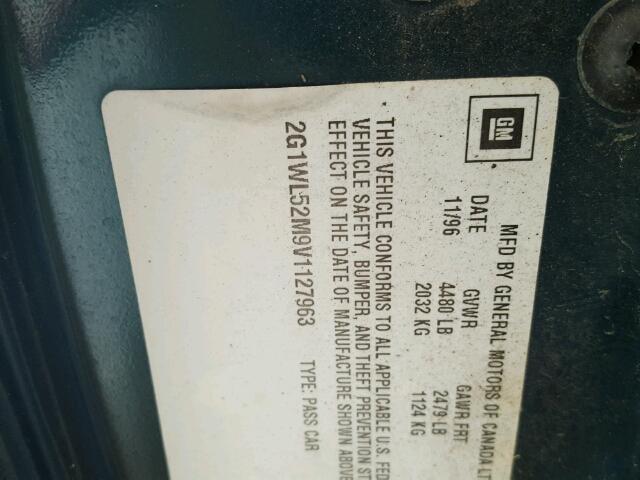 GM
MFD BY GENERAL MOTORS OF CANADA LT
DATE GVWR GAWR FRT
11/96 4480 LB 2479 LB
2032 KG 1124 KG
THIS VEHICLE CONFORMS TO ALL APPLICABLE U.S. FED
VEHICLE SAFETY, BUMPER, AND THEFT PREVENTION ST
EFFECT ON THE DATE OF MANUFACTURE SHOWN ABOVE
2G1WL52M9V1127963 TYPE: PASS CAR